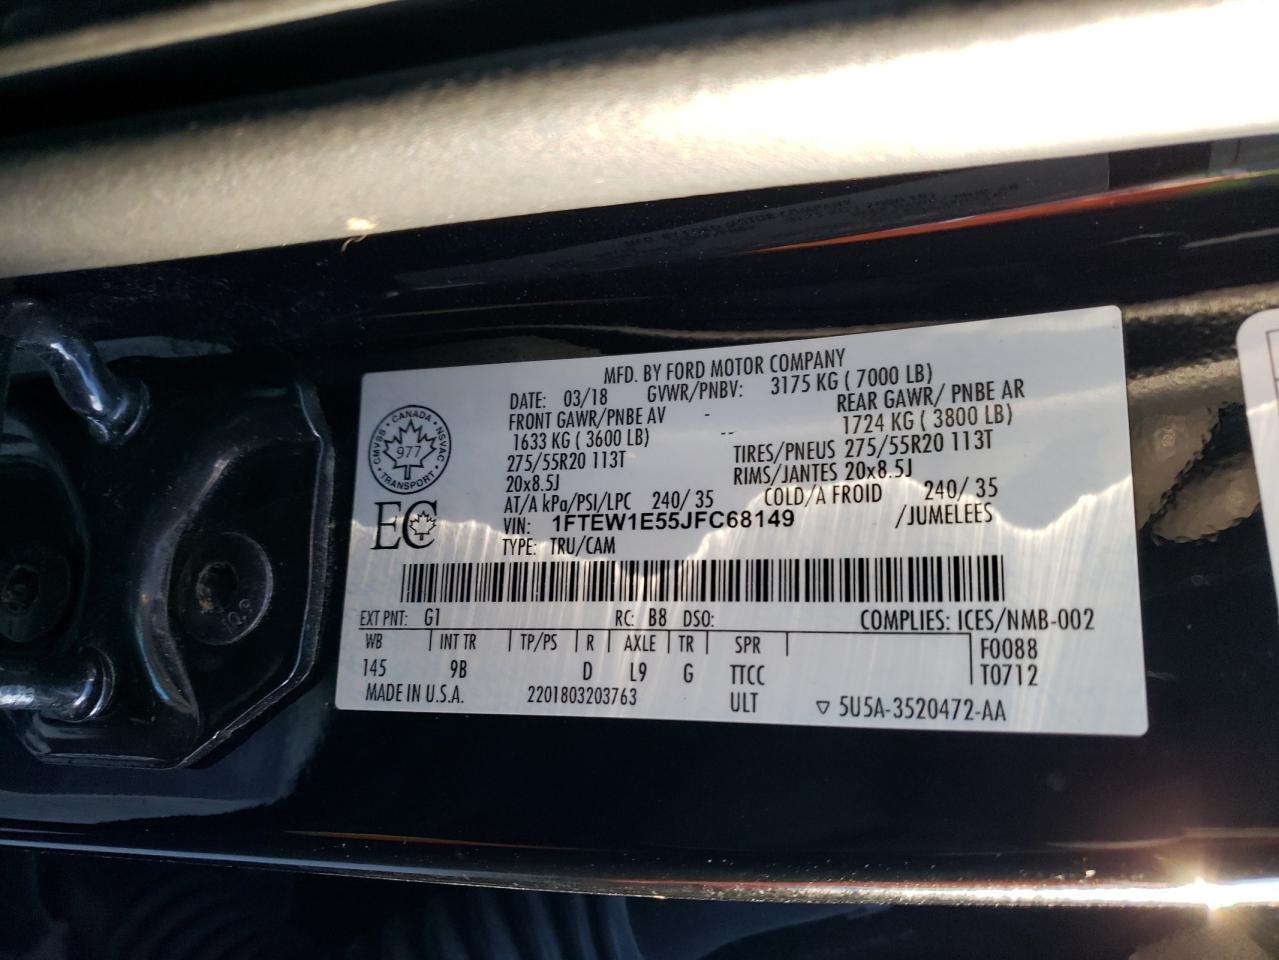 MFD. BY FORD MOTOR COMPANY
DATE: 03/18 GVWR/PNBV: 3175 KG ( 7000 LB)
FRONT GAWR/PNBE AV - REAR GAWR/ PNBE AR
1633 KG ( 3600 LB) -- 1724 KG ( 3800 LB)
275/55R20 113T TIRES/PNEUS 275/55R20 113T
20x8.5J RIMS/JANTES 20x8.5J
AT/A kPa/PSI/LPC 240/ 35 COLD/A FROID 240/ 35
VIN: 1FTEW1E55JFC68149 /JUMELEES
TYPE: TRU/CAM
CANADA
CMVSS NSVAC
977
TRANSPORT
EC
EXT PNT: G1 RC: B8 DSO: COMPLIES: ICES/NMB-002
WB INT TR TP/PS R AXLE TR SPR F0088
145 9B D L9 G TTCC T0712
MADE IN U.S.A. 2201803203763 ULT ▽ 5U5A-3520472-AA
10.9